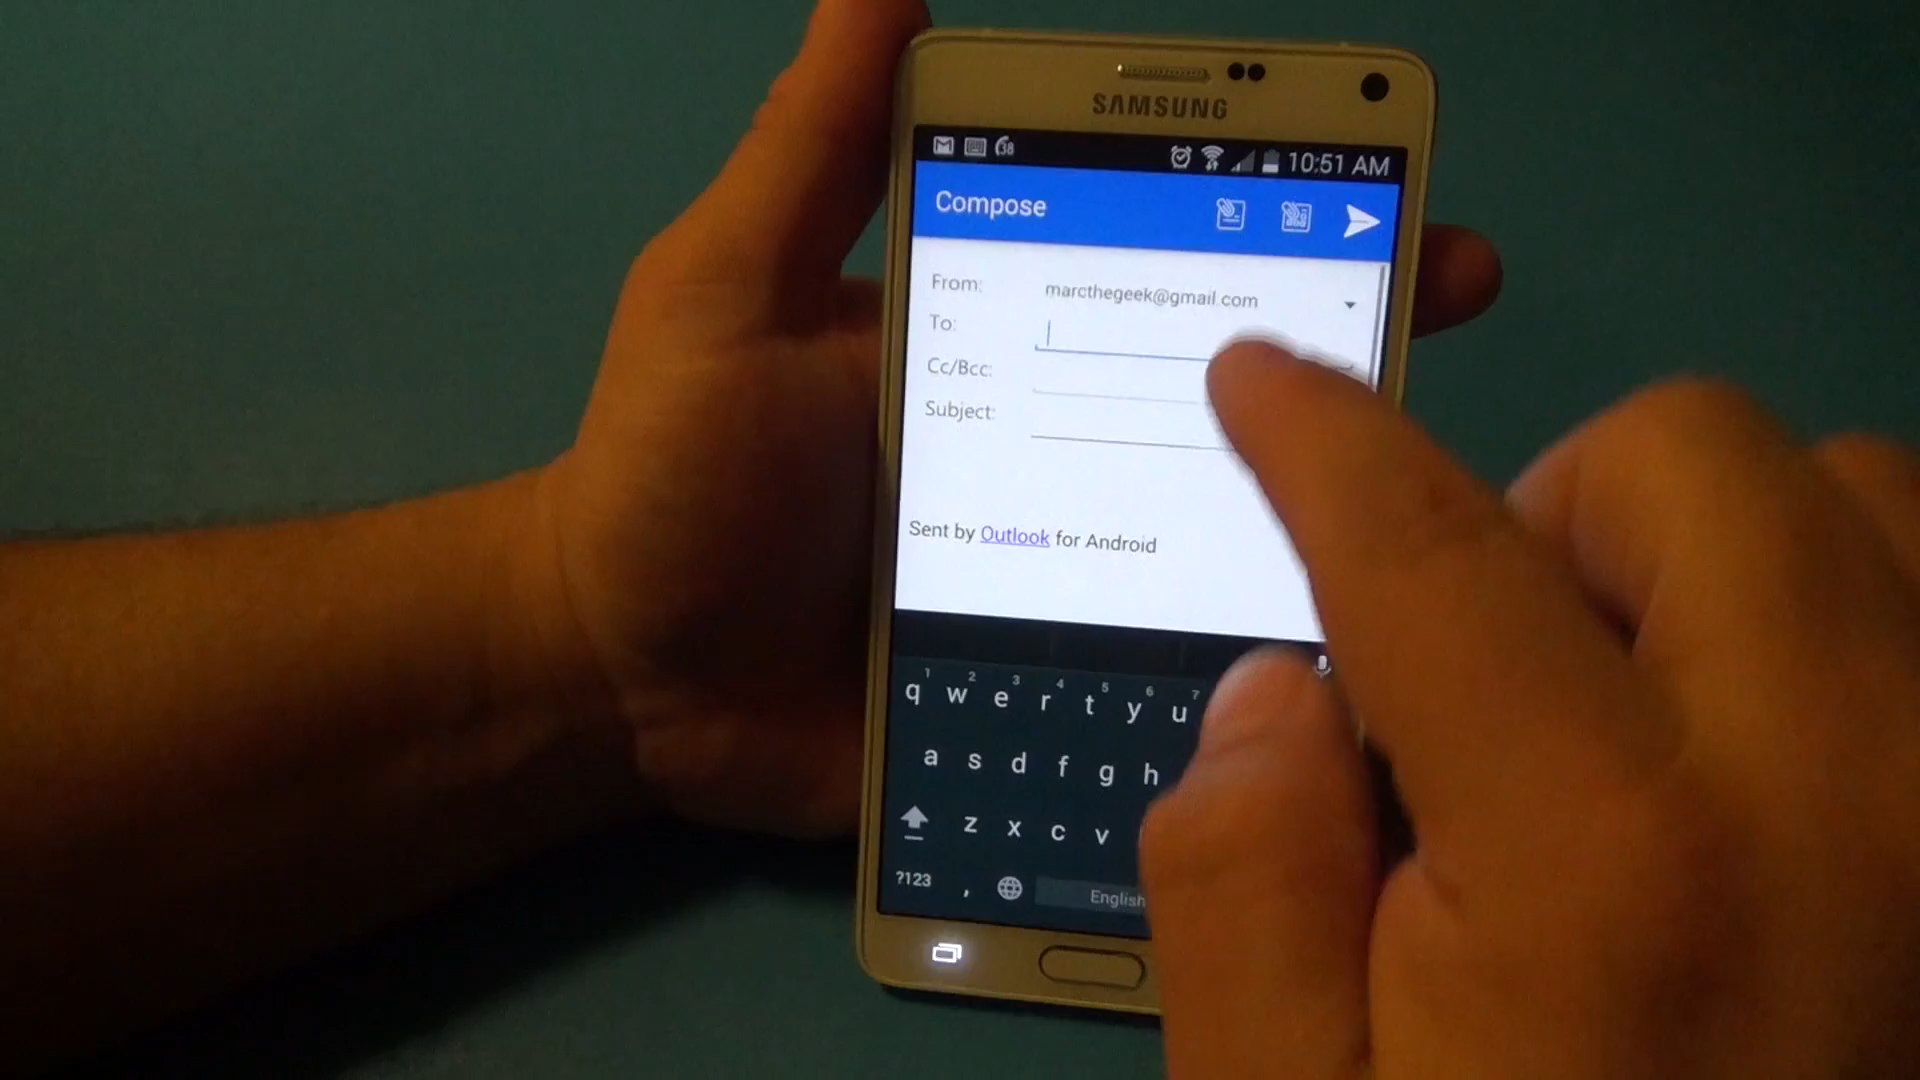 SAMSUNG
38 10:51 AM
Compose
From: marcthegeek@gmail.com
To:
Cc/Bcc:
Subject:
Sent by Outlook for Android
1 2 3 4 5 6 7
q w e r t y u
a s d f g h
z x c v
?123 , English